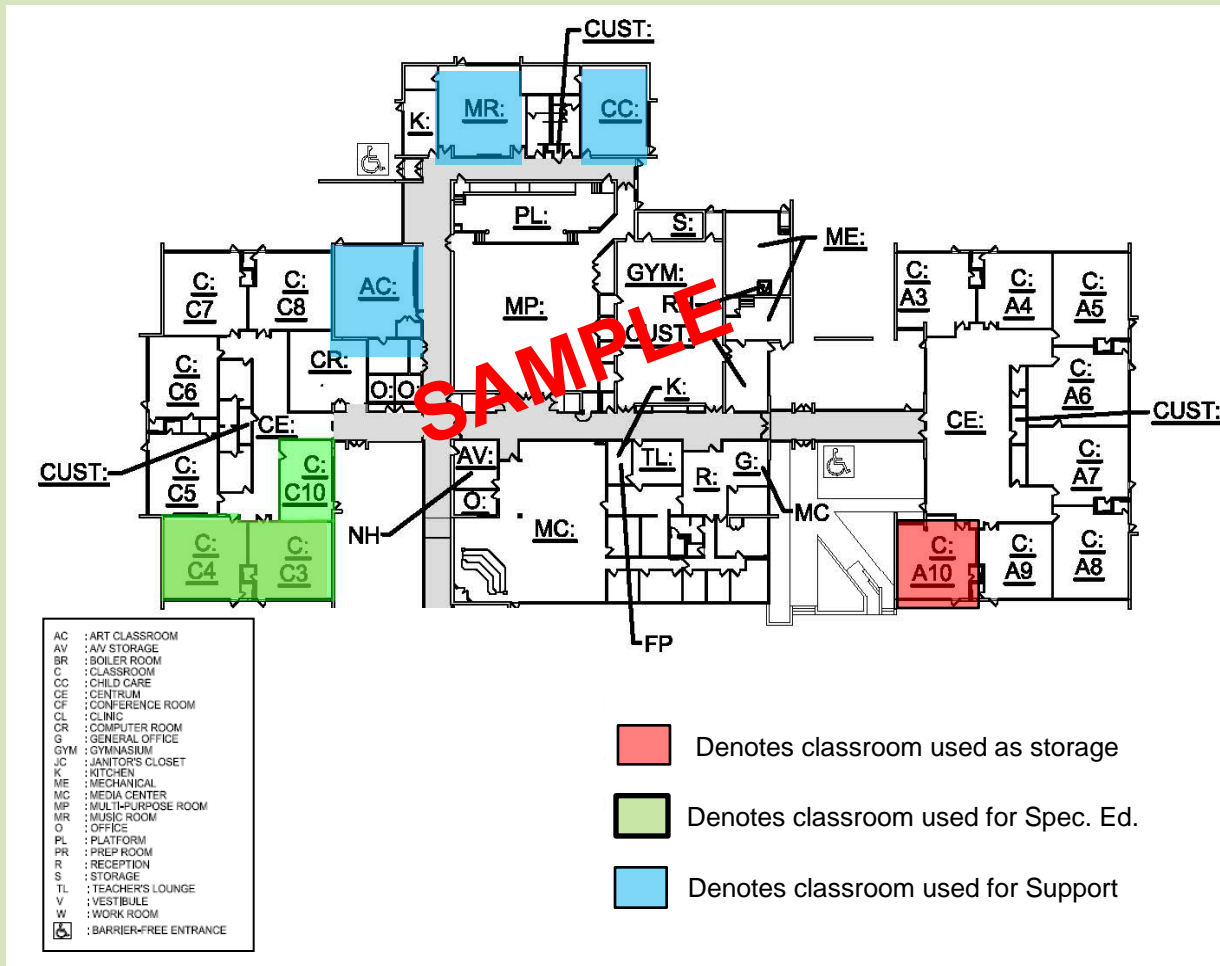 CUST:
MR:
CC:
K:
PL:
S:
ME:
C:
C7
C:
C8
AC:
GYM:
R
C:
A3
C:
A4
C:
A5
MP:
CUST:
SAMPLE
CR:
C:
C6
O:
O:
K:
C:
A6
CE:
CE:
CUST:
CUST:
C:
C5
C:
C10
AV:
TL:
R:
G:
C:
A7
O:
NH
MC:
MC
C:
C4
C:
C3
C:
A10
C:
A9
C:
A8
FP
AC : ART CLASSROOM
AV : A/V STORAGE
BR : BOILER ROOM
C : CLASSROOM
CC : CHILD CARE
CE : CENTRUM
CF : CONFERENCE ROOM
CL : CLINIC
CR : COMPUTER ROOM
G : GENERAL OFFICE
GYM : GYMNASIUM
JC : JANITOR'S CLOSET
K : KITCHEN
ME : MECHANICAL
MC : MEDIA CENTER
MP : MULTI-PURPOSE ROOM
MR : MUSIC ROOM
O : OFFICE
PL : PLATFORM
PR : PREP ROOM
R : RECEPTION
S : STORAGE
TL : TEACHER'S LOUNGE
V : VESTIBULE
W : WORK ROOM
: BARRIER-FREE ENTRANCE
Denotes classroom used as storage
Denotes classroom used for Spec. Ed.
Denotes classroom used for Support